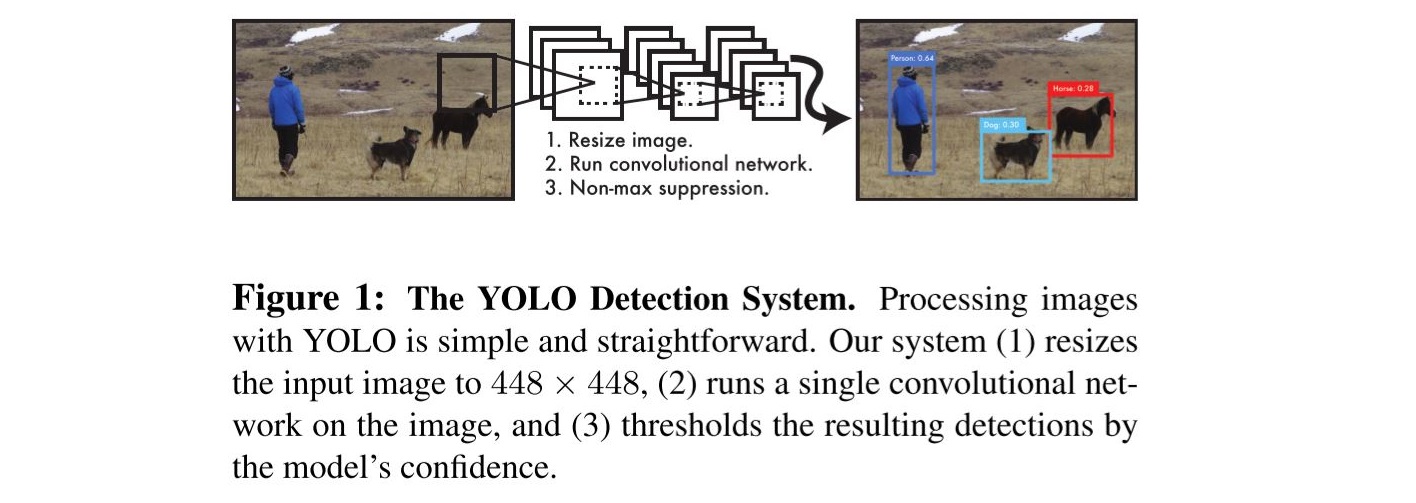 1. Resize image.
2. Run convolutional network.
3. Non-max suppression.
Person: 0.64
Horse: 0.28
Dog: 0.30
Figure 1: The YOLO Detection System. Processing images
with YOLO is simple and straightforward. Our system (1) resizes
the input image to 448 × 448, (2) runs a single convolutional net-
work on the image, and (3) thresholds the resulting detections by
the model’s confidence.